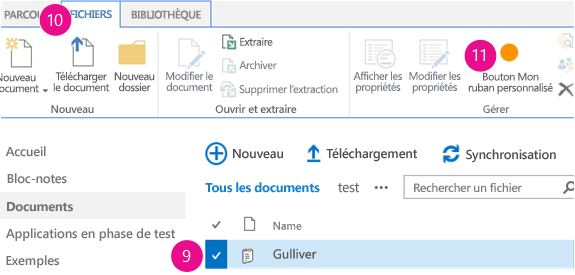 PARCOU 10 FICHIERS BIBLIOTHÈQUE
Extraire 11
Nouveau Télécharger Nouveau Modifier le Archiver Afficher les Modifier les Bouton Mon
document le document dossier document Supprimer l'extraction propriétés propriétés ruban personnalisé
Nouveau Ouvrir et extraire Gérer
Accueil Nouveau Téléchargement Synchronisation
Bloc-notes
Tous les documents test ••• Rechercher un fichier
Documents
Applications en phase de test Name
9 Gulliver
Exemples